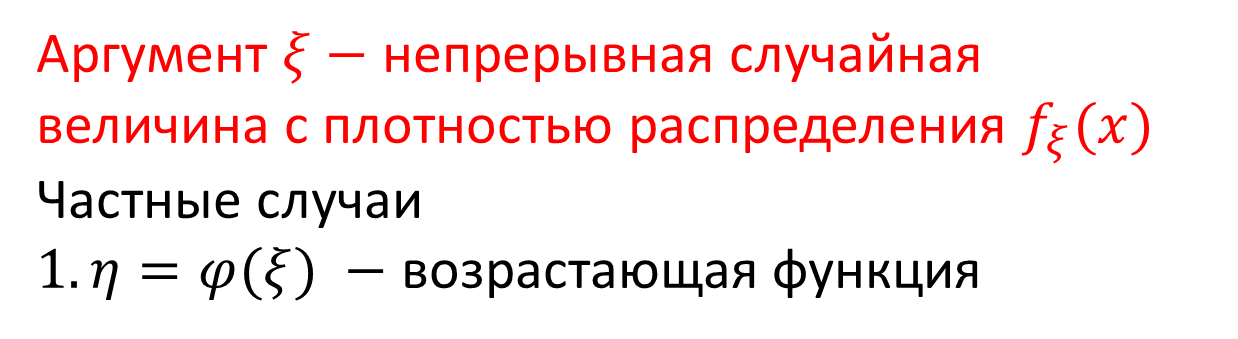 Аргумент ξ − непрерывная случайная
величина с плотностью распределения f_ξ(x)
Частные случаи
1. η = φ(ξ) − возрастающая функция